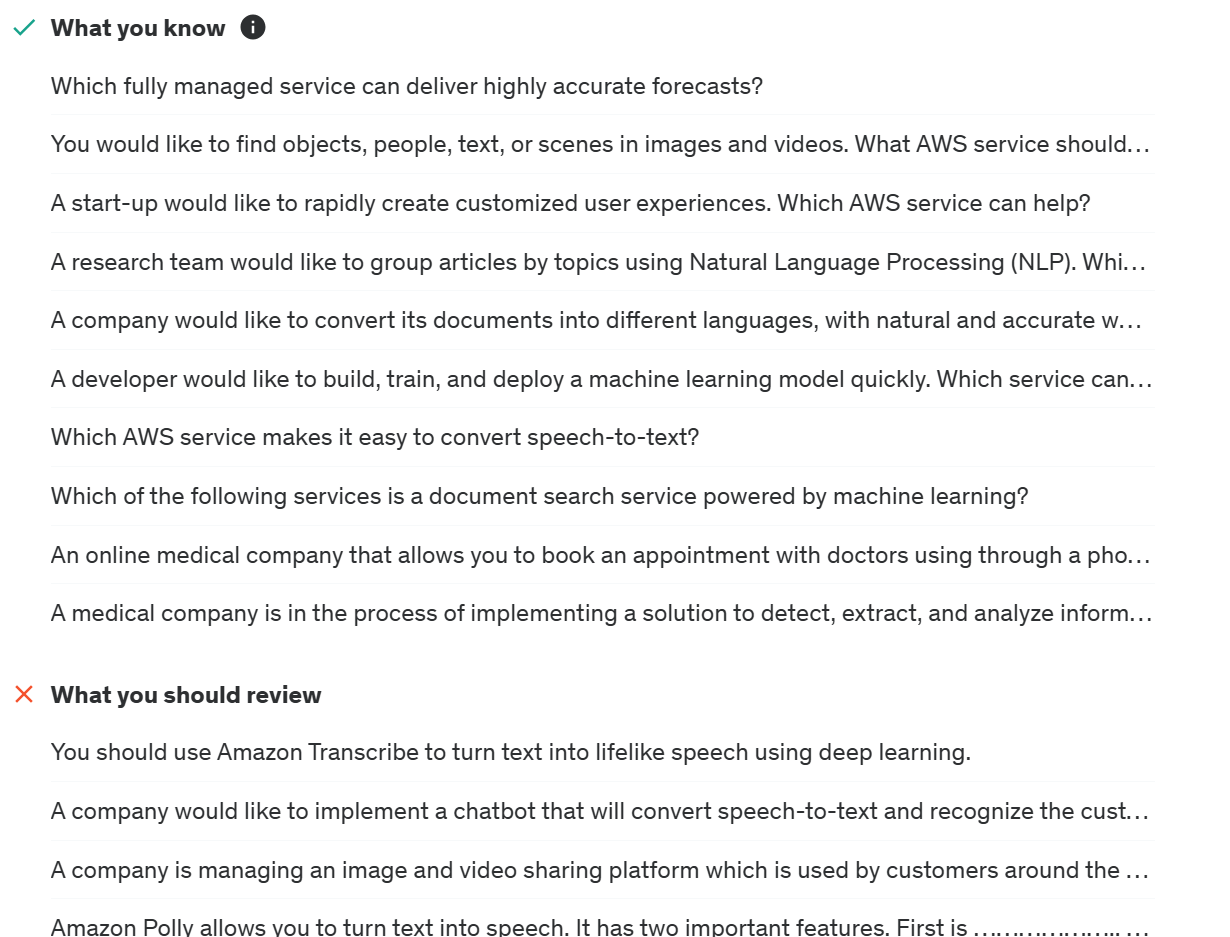 What you know
Which fully managed service can deliver highly accurate forecasts?
You would like to find objects, people, text, or scenes in images and videos. What AWS service should...
A start-up would like to rapidly create customized user experiences. Which AWS service can help?
A research team would like to group articles by topics using Natural Language Processing (NLP). Whi...
A company would like to convert its documents into different languages, with natural and accurate w...
A developer would like to build, train, and deploy a machine learning model quickly. Which service can...
Which AWS service makes it easy to convert speech-to-text?
Which of the following services is a document search service powered by machine learning?
An online medical company that allows you to book an appointment with doctors using through a pho...
A medical company is in the process of implementing a solution to detect, extract, and analyze inform...
What you should review
You should use Amazon Transcribe to turn text into lifelike speech using deep learning.
A company would like to implement a chatbot that will convert speech-to-text and recognize the cust...
A company is managing an image and video sharing platform which is used by customers around the ...
Amazon Polly allows you to turn text into speech. It has two important features. First is .................. ...